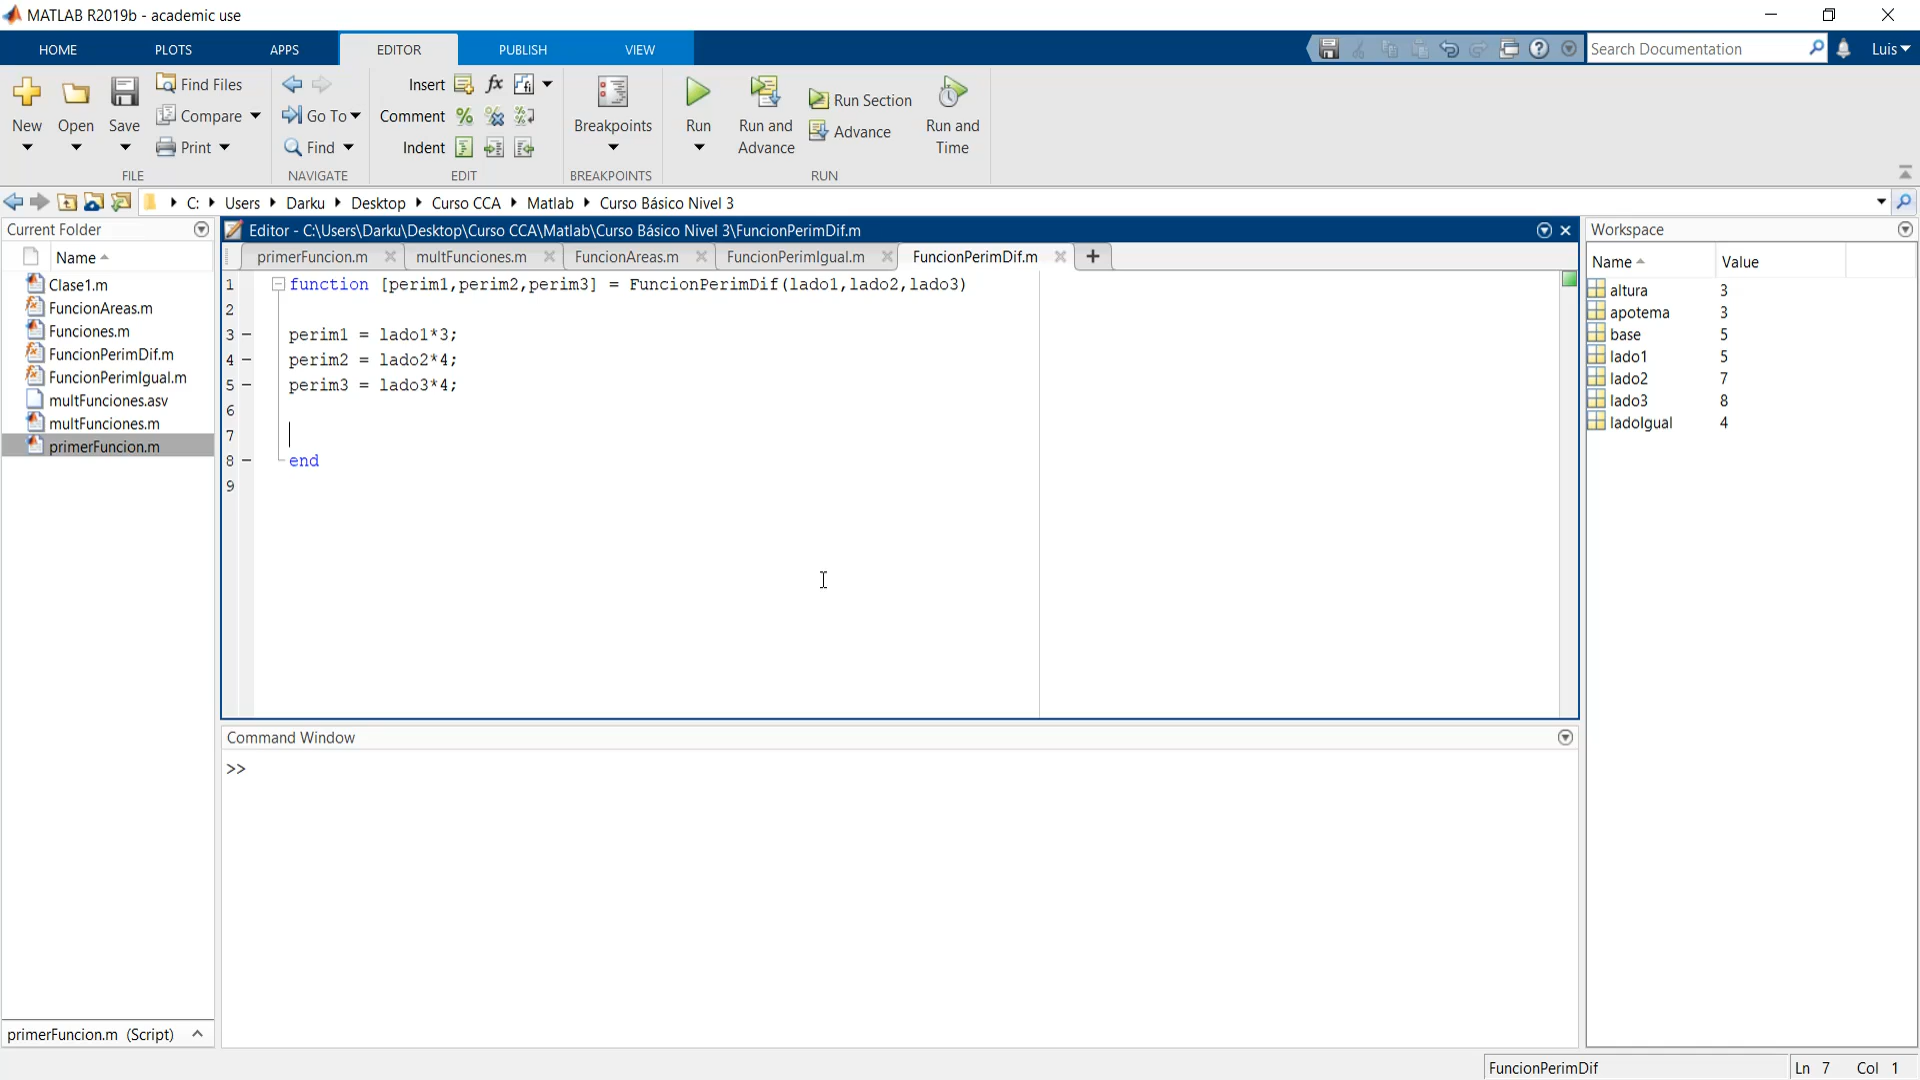 MATLAB R2019b - academic use
HOME PLOTS APPS EDITOR PUBLISH VIEW Search Documentation Luis
New Open Save Find Files Compare Print FILE
Go To Find NAVIGATE
Insert fx Comment Indent EDIT
Breakpoints BREAKPOINTS
Run Run and Advance Run Section Advance Run and Time RUN
C: Users Darku Desktop Curso CCA Matlab Curso Básico Nivel 3
Current Folder
Name
Clase1.m
FuncionAreas.m
Funciones.m
FuncionPerimDif.m
FuncionPerimIgual.m
multFunciones.asv
multFunciones.m
primerFuncion.m
primerFuncion.m (Script)
Editor - C:\Users\Darku\Desktop\Curso CCA\Matlab\Curso Básico Nivel 3\FuncionPerimDif.m
primerFuncion.m multFunciones.m FuncionAreas.m FuncionPerimIgual.m FuncionPerimDif.m
1 function [perim1,perim2,perim3] = FuncionPerimDif(lado1,lado2,lado3)
2
3 perim1 = lado1*3;
4 perim2 = lado2*4;
5 perim3 = lado3*4;
6
7
8 end
9
Command Window
>>
Workspace
Name Value
altura 3
apotema 3
base 5
lado1 5
lado2 7
lado3 8
ladoIgual 4
FuncionPerimDif Ln 7 Col 1